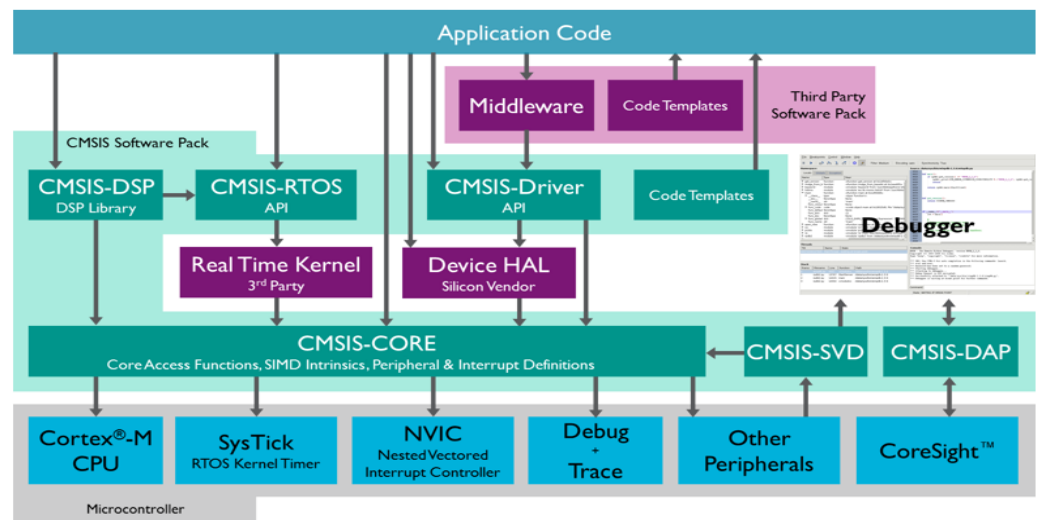 Application Code
Middleware
Code Templates
Third Party
Software Pack
CMSIS Software Pack
CMSIS-DSP
DSP Library
CMSIS-RTOS
API
CMSIS-Driver
API
Code Templates
Debugger
Real Time Kernel
3rd Party
Device HAL
Silicon Vendor
CMSIS-CORE
Core Access Functions, SIMD Intrinsics, Peripheral & Interrupt Definitions
CMSIS-SVD
CMSIS-DAP
Cortex®-M
CPU
SysTick
RTOS Kernel Timer
NVIC
Nested Vectored
Interrupt Controller
Debug
+
Trace
Other
Peripherals
CoreSight™
Microcontroller